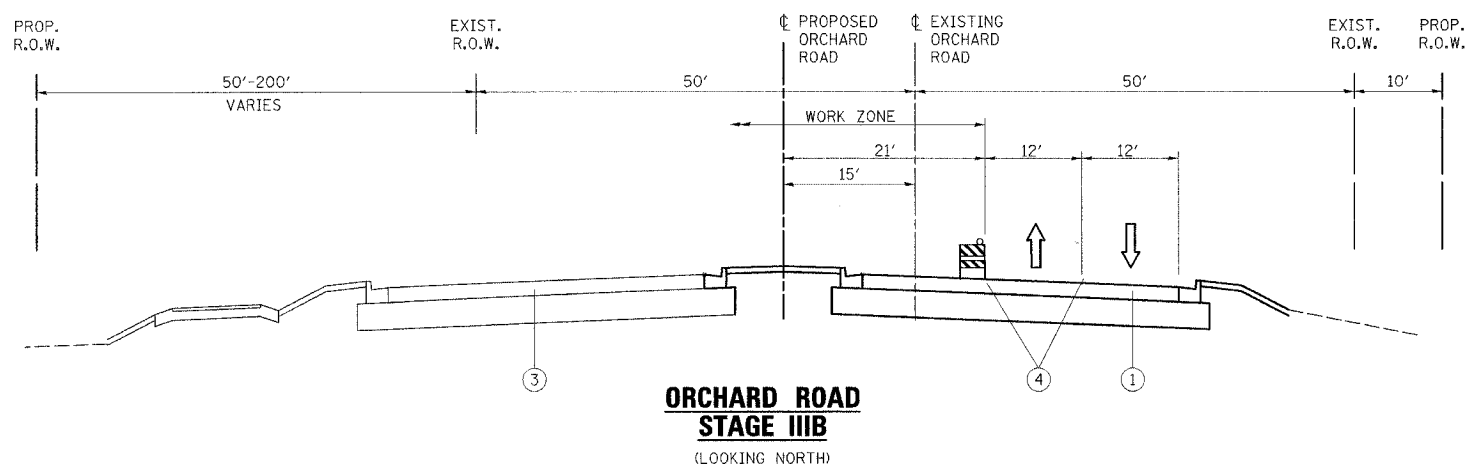 PROP.
R.O.W.
EXIST.
R.O.W.
℄ PROPOSED
ORCHARD
ROAD
℄ EXISTING
ORCHARD
ROAD
EXIST.
R.O.W.
PROP.
R.O.W.
50'-200'
VARIES
50'
50'
10'
WORK ZONE
21'
12'
12'
15'
3
4
1
ORCHARD ROAD
STAGE IIIB
(LOOKING NORTH)